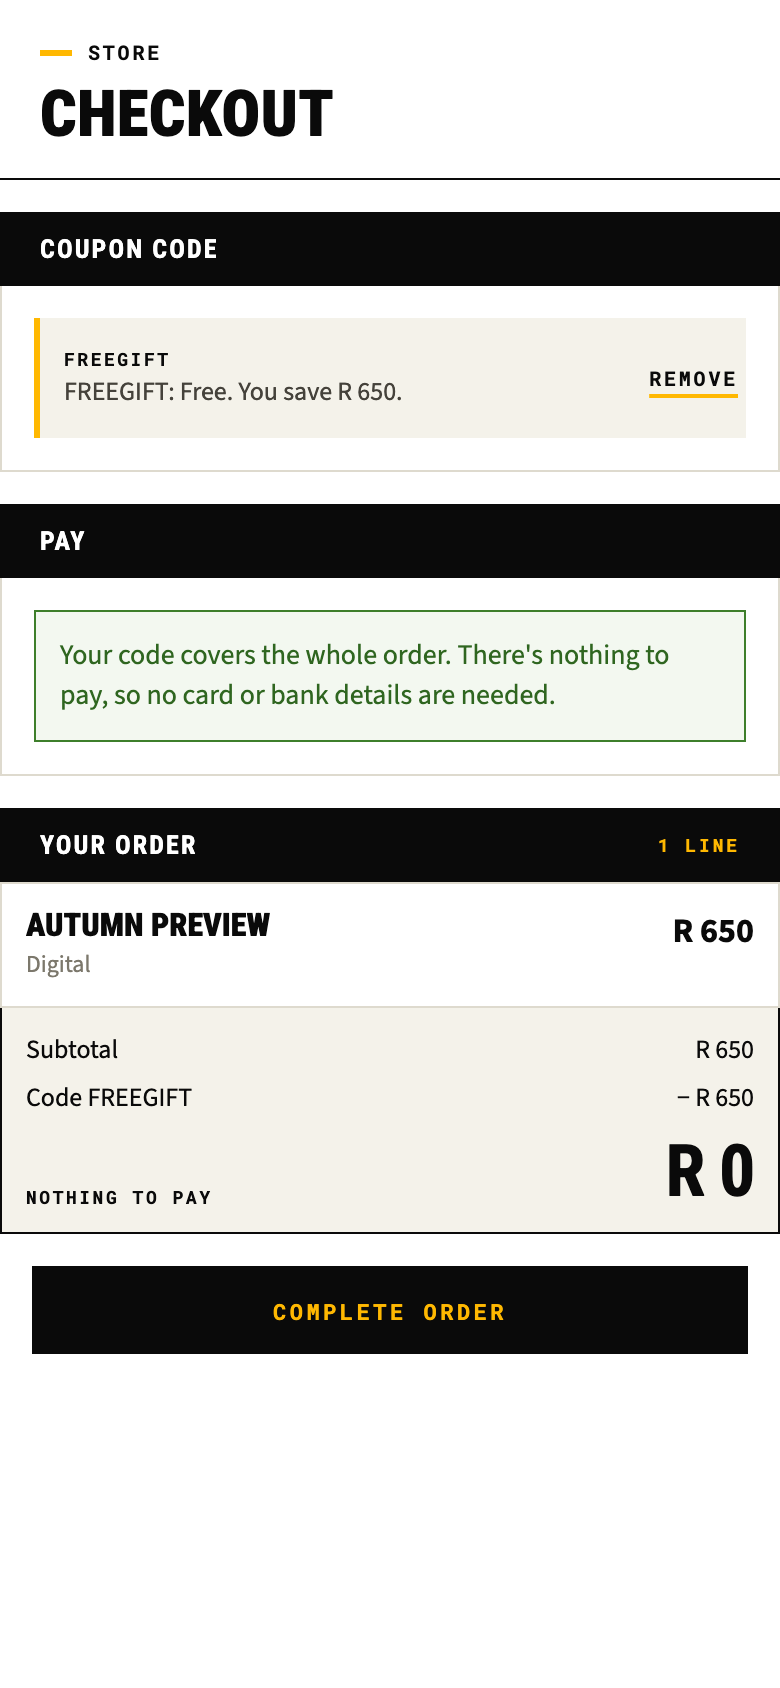 STORE
CHECKOUT
COUPON CODE
FREEGIFT
FREEGIFT: Free. You save R 650.
REMOVE
PAY
Your code covers the whole order. There's nothing to
pay, so no card or bank details are needed.
YOUR ORDER
1 LINE
AUTUMN PREVIEW
R 650
Digital
Subtotal
R 650
Code FREEGIFT
− R 650
NOTHING TO PAY
R 0
COMPLETE ORDER